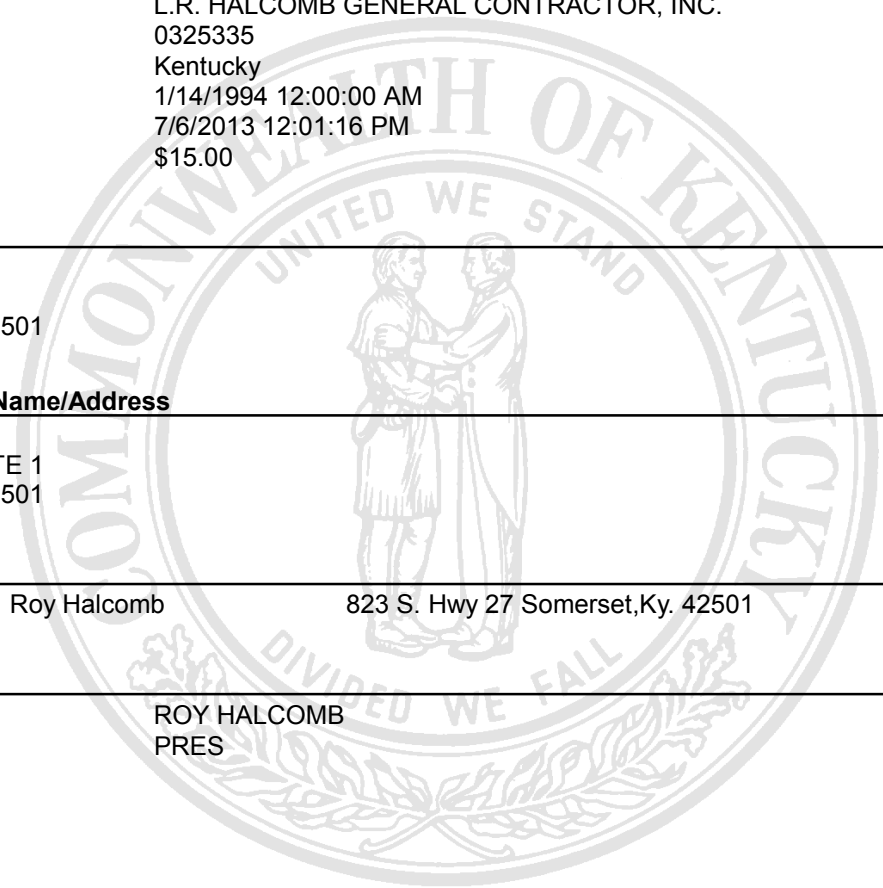 L.R. HALCOMB GENERAL CONTRACTOR, INC.
0325335
Kentucky
1/14/1994 12:00:00 AM
7/6/2013 12:01:16 PM
$15.00
501
Name/Address
TE 1
501
Roy Halcomb 823 S. Hwy 27 Somerset,Ky. 42501
ROY HALCOMB
PRES
COMMONWEALTH OF KENTUCKY
UNITED WE STAND
DIVIDED WE FALL